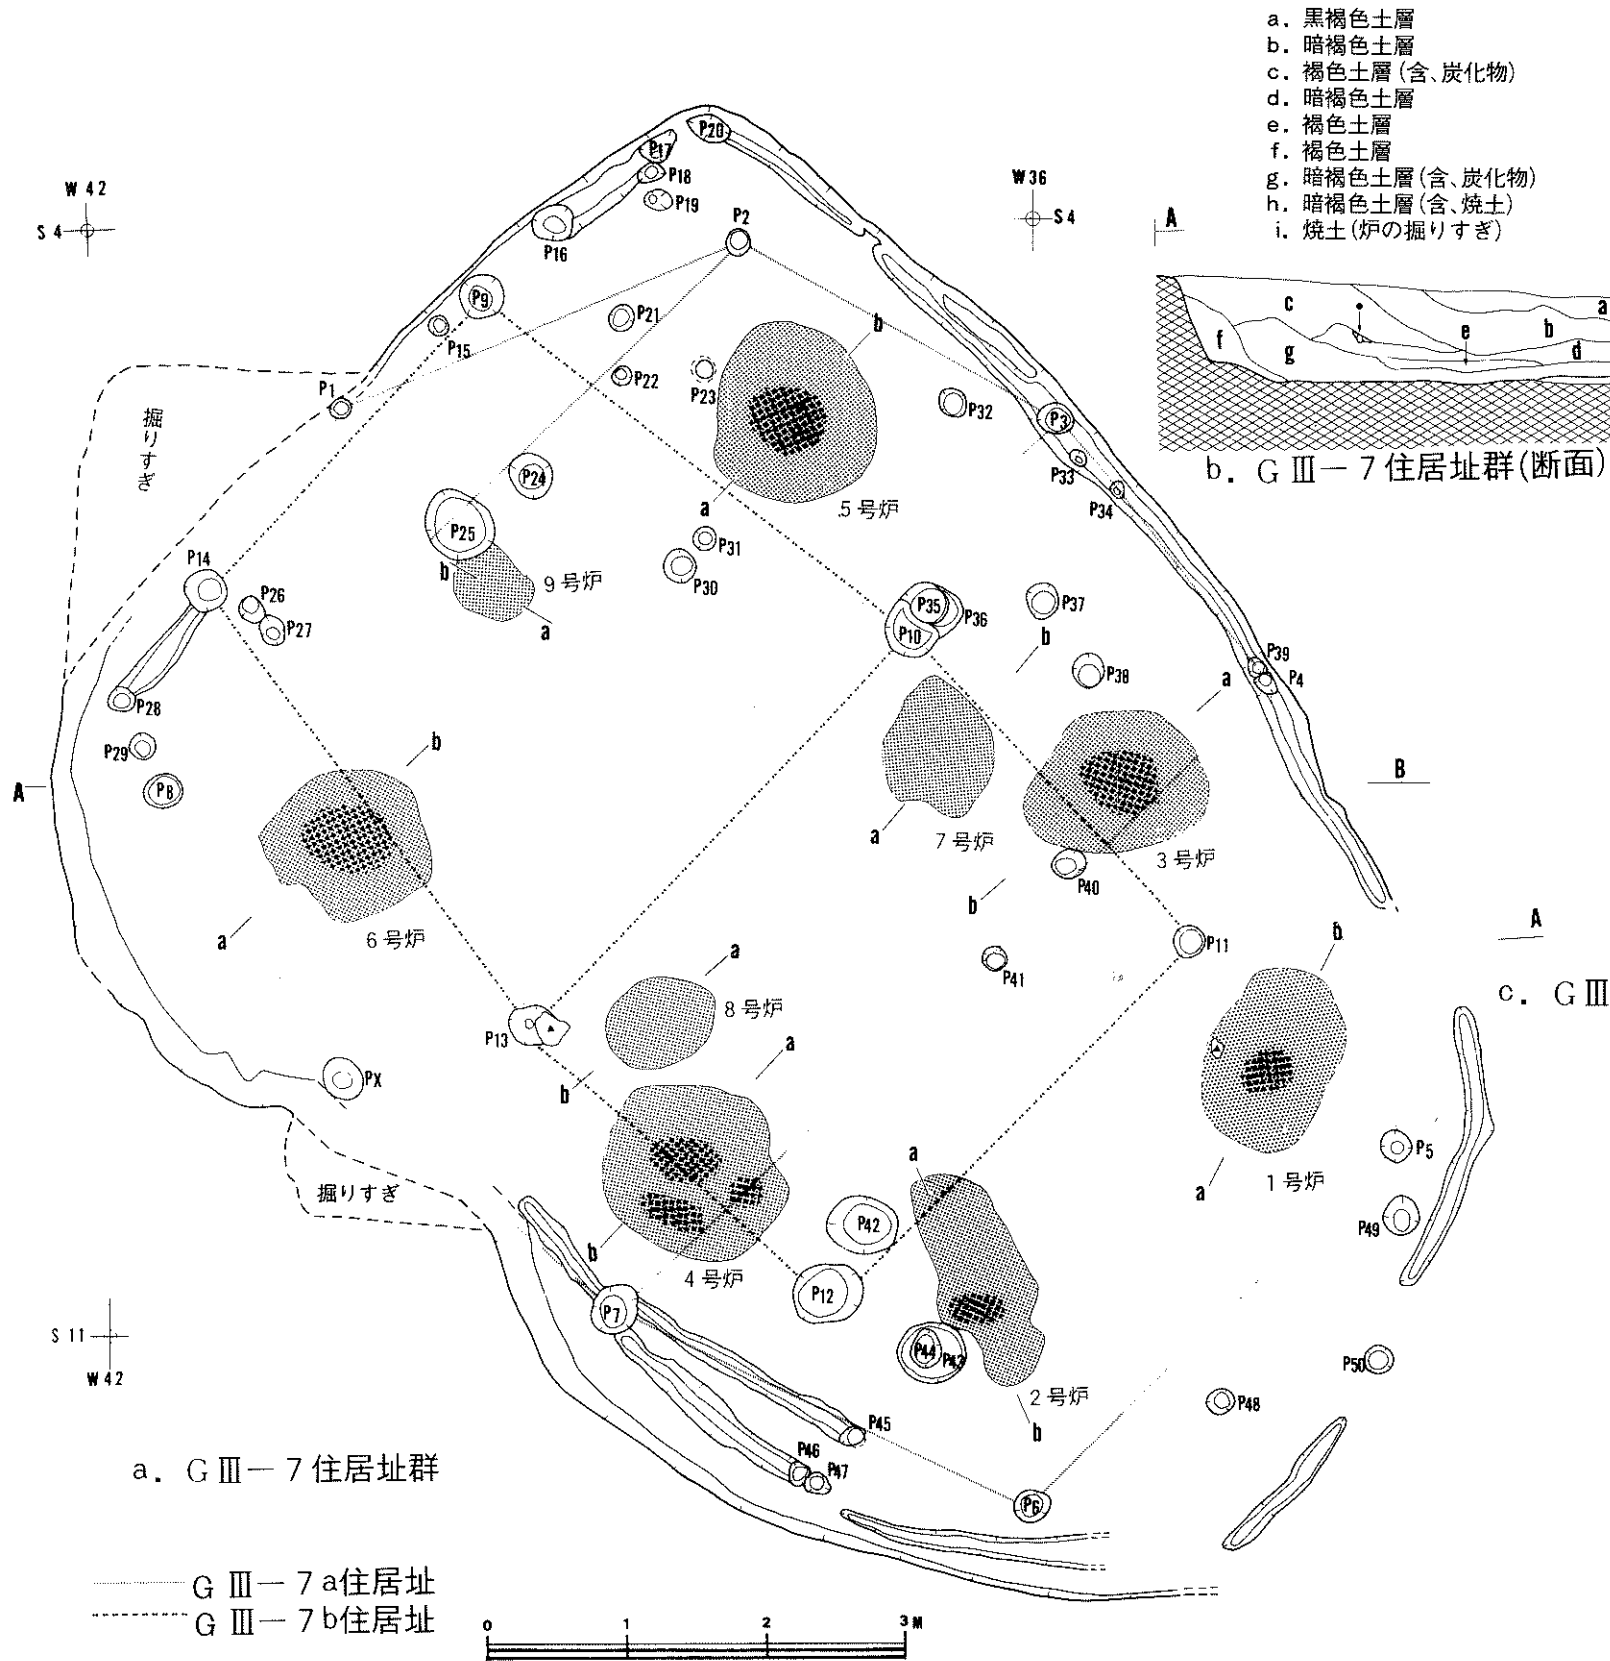 a. 黒褐色土層
b. 暗褐色土層
c. 褐色土層(含、炭化物)
d. 暗褐色土層
e. 褐色土層
f. 褐色土層
g. 暗褐色土層(含、炭化物)
h. 暗褐色土層(含、焼土)
i. 焼土(炉の掘りすぎ)
A
c
a
b
e
f
g
d
b. GⅢ-7住居址群(断面)
W42
S4
W36
S4
P20
P17
P18
P19
P16
P2
P9
P15
P21
b
P22
P23
P1
掘りすぎ
P32
P3
P33
P34
a
5号炉
P24
P25
P31
P30
b
9号炉
a
P14
P26
P27
P28
P29
P8
P35
P36
P10
P37
b
P38
P39
P4
a
A
b
B
7号炉
a
3号炉
P40
b
P41
P11
a
6号炉
A
b
c. GⅢ
a
8号炉
P13
b
a
PX
掘りすぎ
1号炉
a
P5
P49
a
P42
b
4号炉
P12
P7
P44
P43
2号炉
b
P50
P48
P45
P46
P47
P6
S11
W42
a. GⅢ-7住居址群
GⅢ-7a住居址
GⅢ-7b住居址
0 1 2 3M